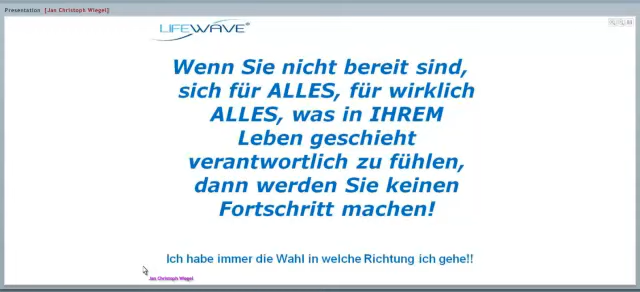 Presentation [Jan Christoph Wiegel]
LIFEWAVE®
Wenn Sie nicht bereit sind,
sich für ALLES, für wirklich
ALLES, was in IHREM
Leben geschieht
verantwortlich zu fühlen,
dann werden Sie keinen
Fortschritt machen!
Ich habe immer die Wahl in welche Richtung ich gehe!!
Jan Christoph Wiegel